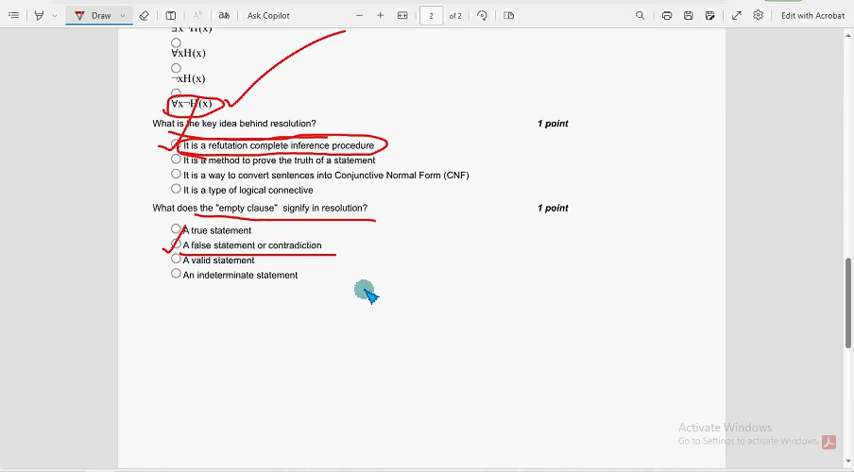 Draw
Ask Copilot
2
of 2
Edit with Acrobat
∃x¬H(x)
∀xH(x)
¬xH(x)
∀x¬H(x)
What is the key idea behind resolution?
1 point
It is a refutation complete inference procedure
It is a method to prove the truth of a statement
It is a way to convert sentences into Conjunctive Normal Form (CNF)
It is a type of logical connective
What does the "empty clause" signify in resolution?
1 point
A true statement
A false statement or contradiction
A valid statement
An indeterminate statement
Activate Windows
Go to Settings to activate Windows.